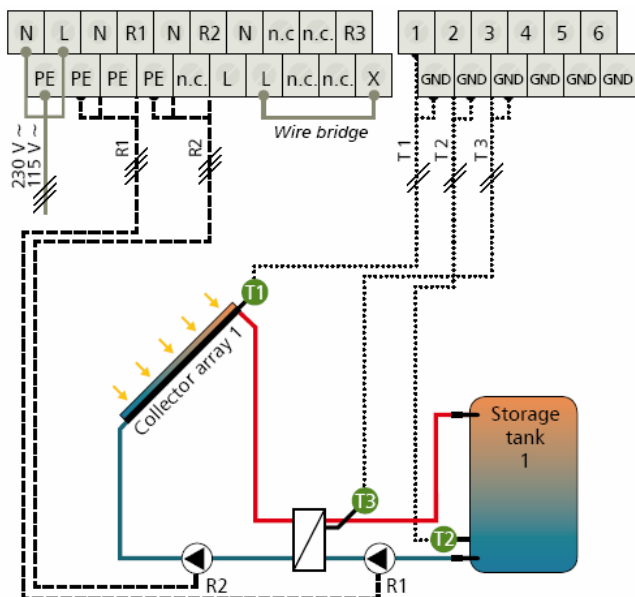 N L N R1 N R2 N n.c n.c. R3
1 2 3 4 5 6
PE PE PE PE n.c. L L n.c. n.c. X
GND GND GND GND GND GND
Wire bridge
230 V ~
115 V ~
R1
R2
T 1
T 2
T 3
T1
Collector array 1
Storage
tank
1
T3
T2
R2
R1